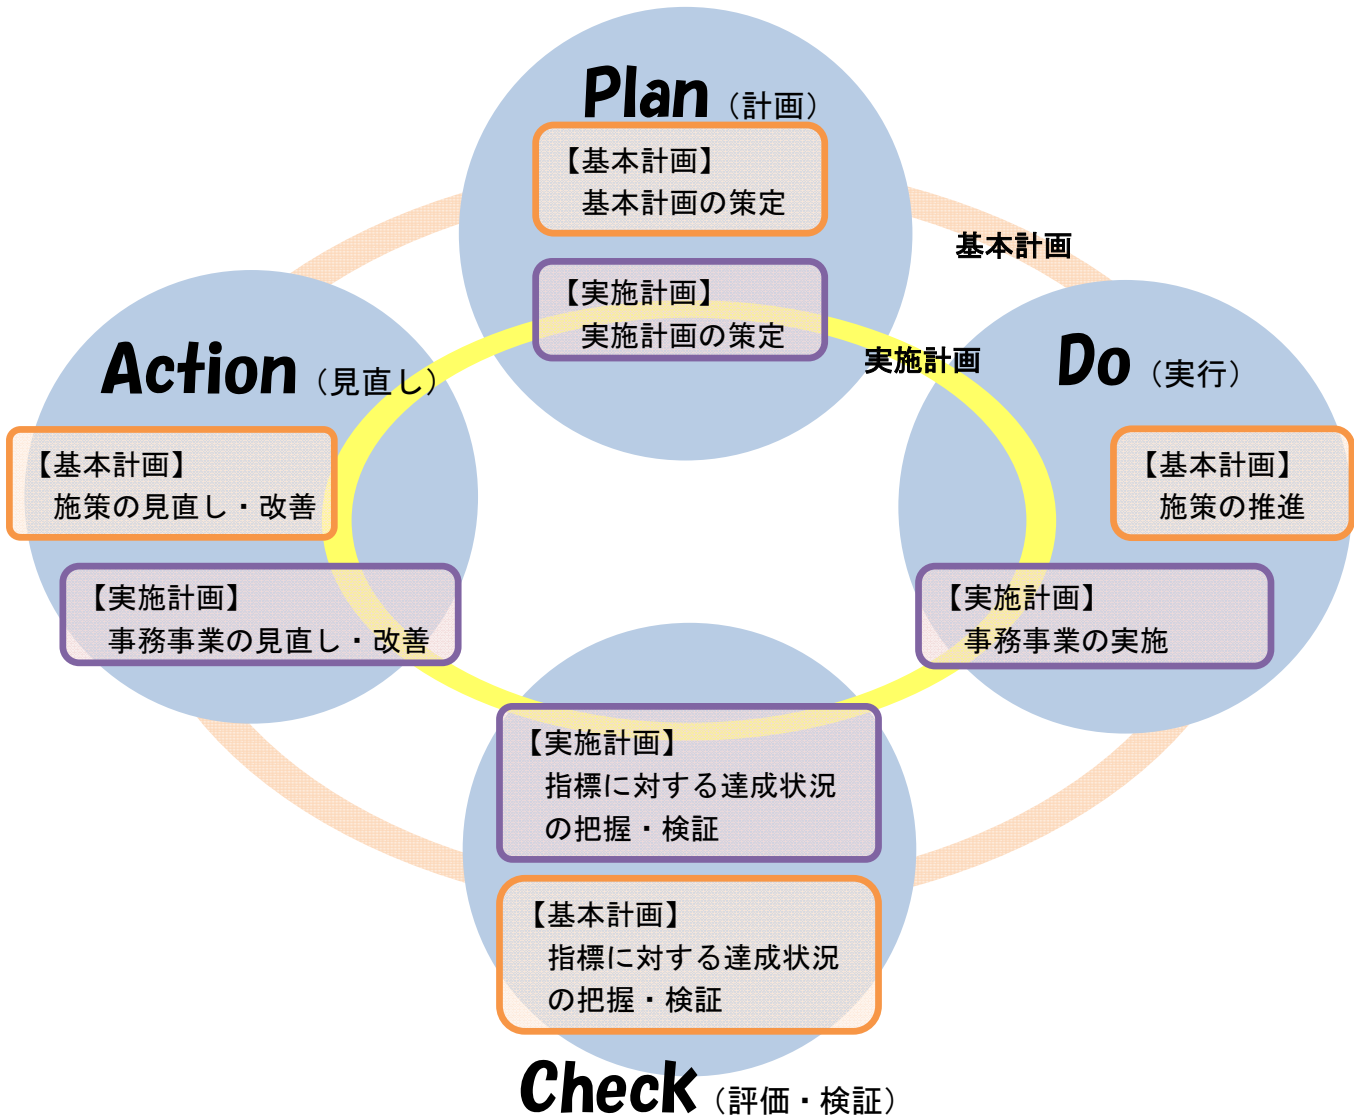 Plan（計画）
【基本計画】
基本計画の策定
【実施計画】
実施計画の策定
基本計画
実施計画
Do（実行）
【基本計画】
施策の推進
【実施計画】
事務事業の実施
Action（見直し）
【基本計画】
施策の見直し・改善
【実施計画】
事務事業の見直し・改善
【実施計画】
指標に対する達成状況
の把握・検証
【基本計画】
指標に対する達成状況
の把握・検証
Check（評価・検証）